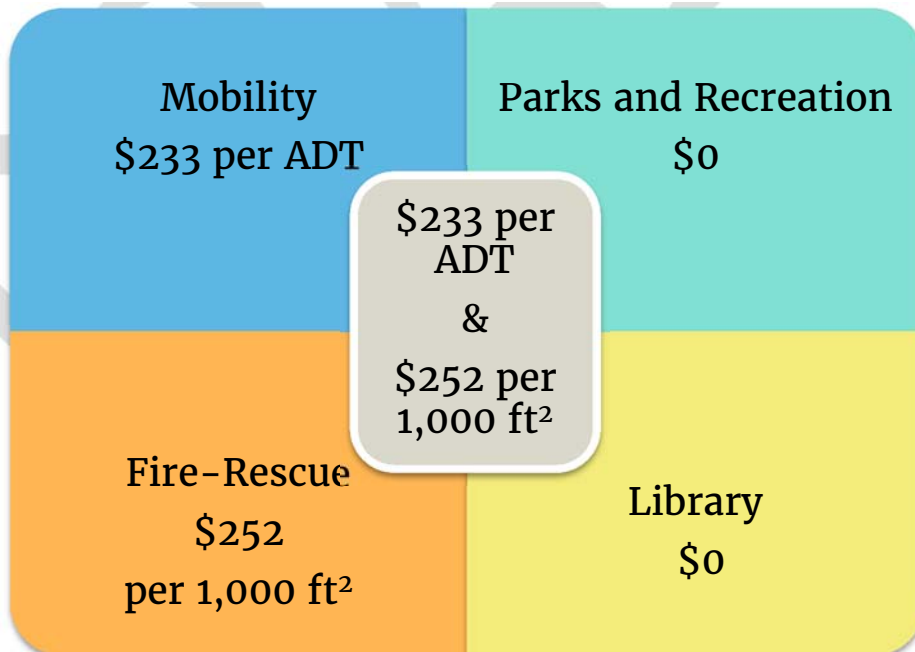 Mobility
$233 per ADT
Parks and Recreation
$0
$233 per
ADT
&
$252 per
1,000 ft²
Fire-Rescue
$252
per 1,000 ft²
Library
$0